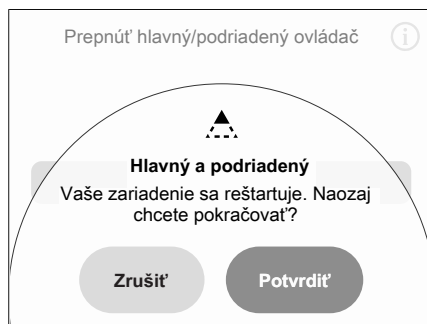 Prepnúť hlavný/podriadený ovládač
Hlavný a podriadený
Vaše zariadenie sa reštartuje. Naozaj
chcete pokračovať?
Zrušiť
Potvrdiť